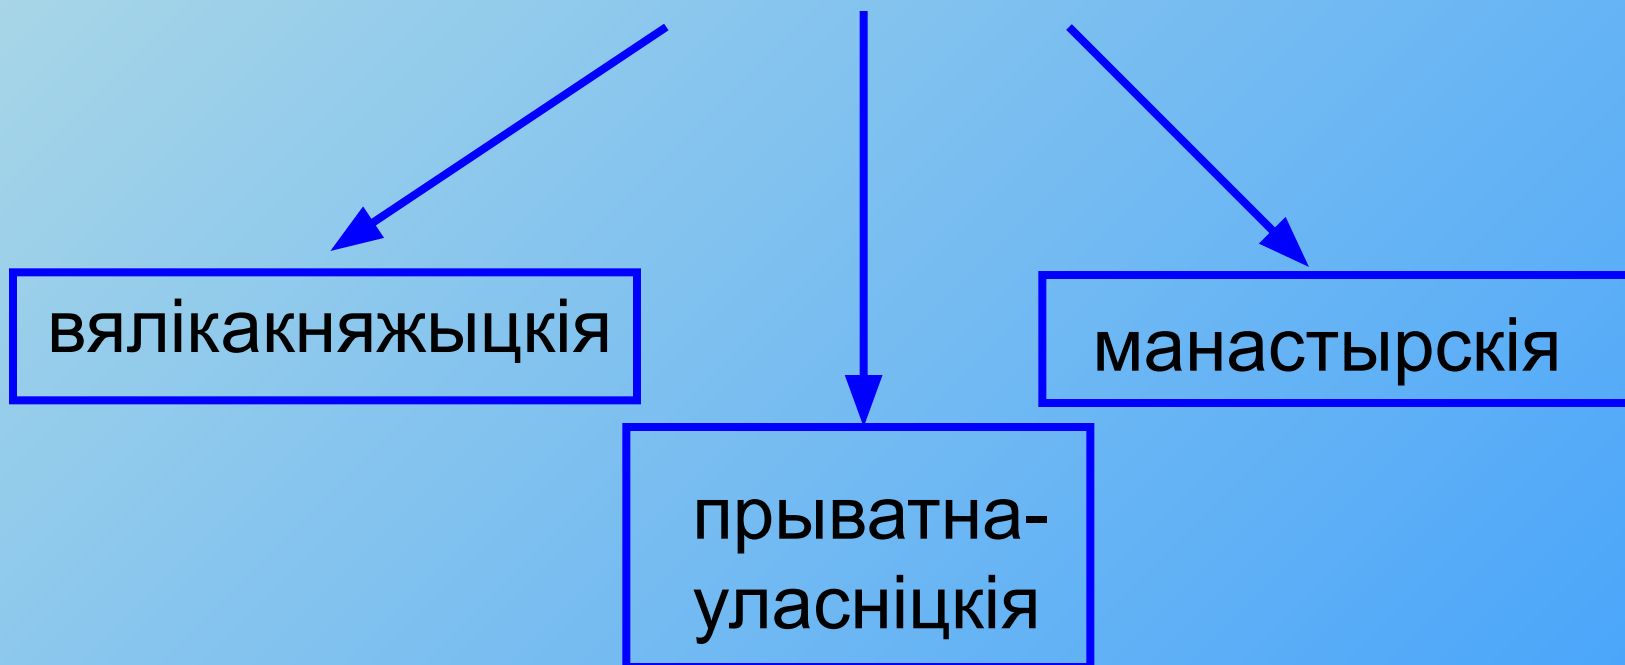 вялікакняжыцкія
манастырскія
прыватна-
уласніцкія